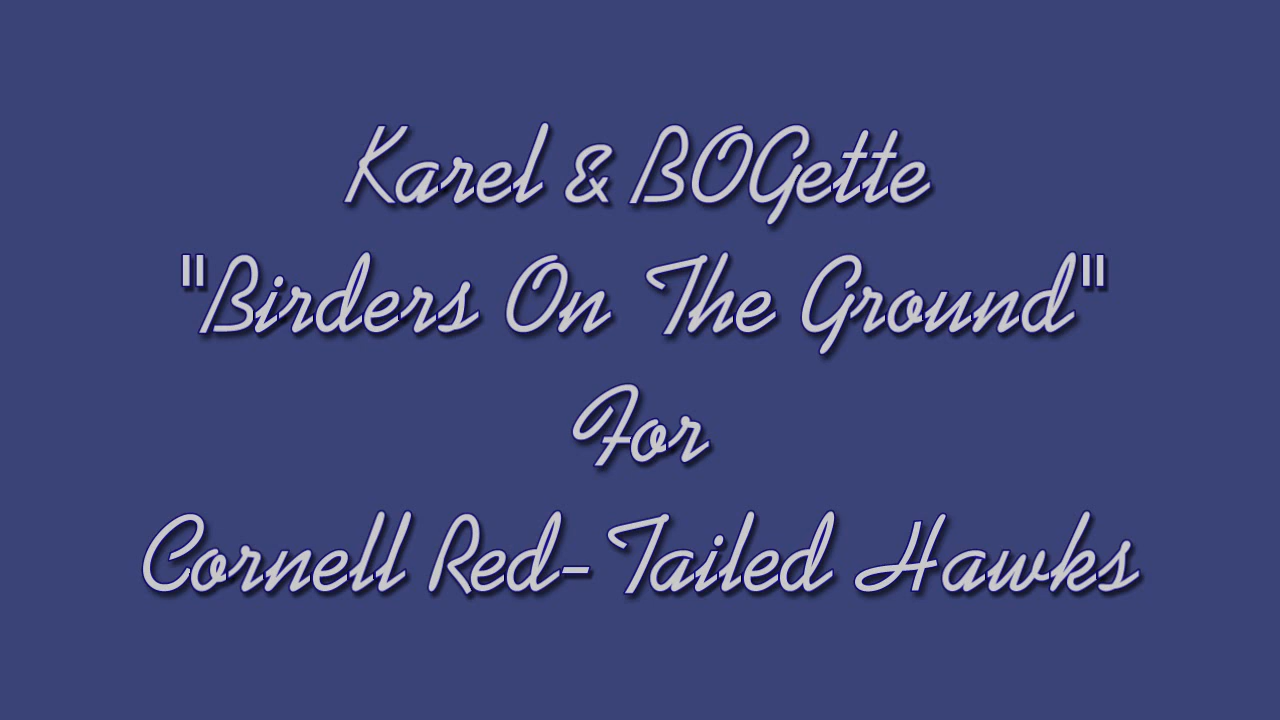 Karel & BOGette
"Birders On The Ground"
For
Cornell Red-Tailed Hawks